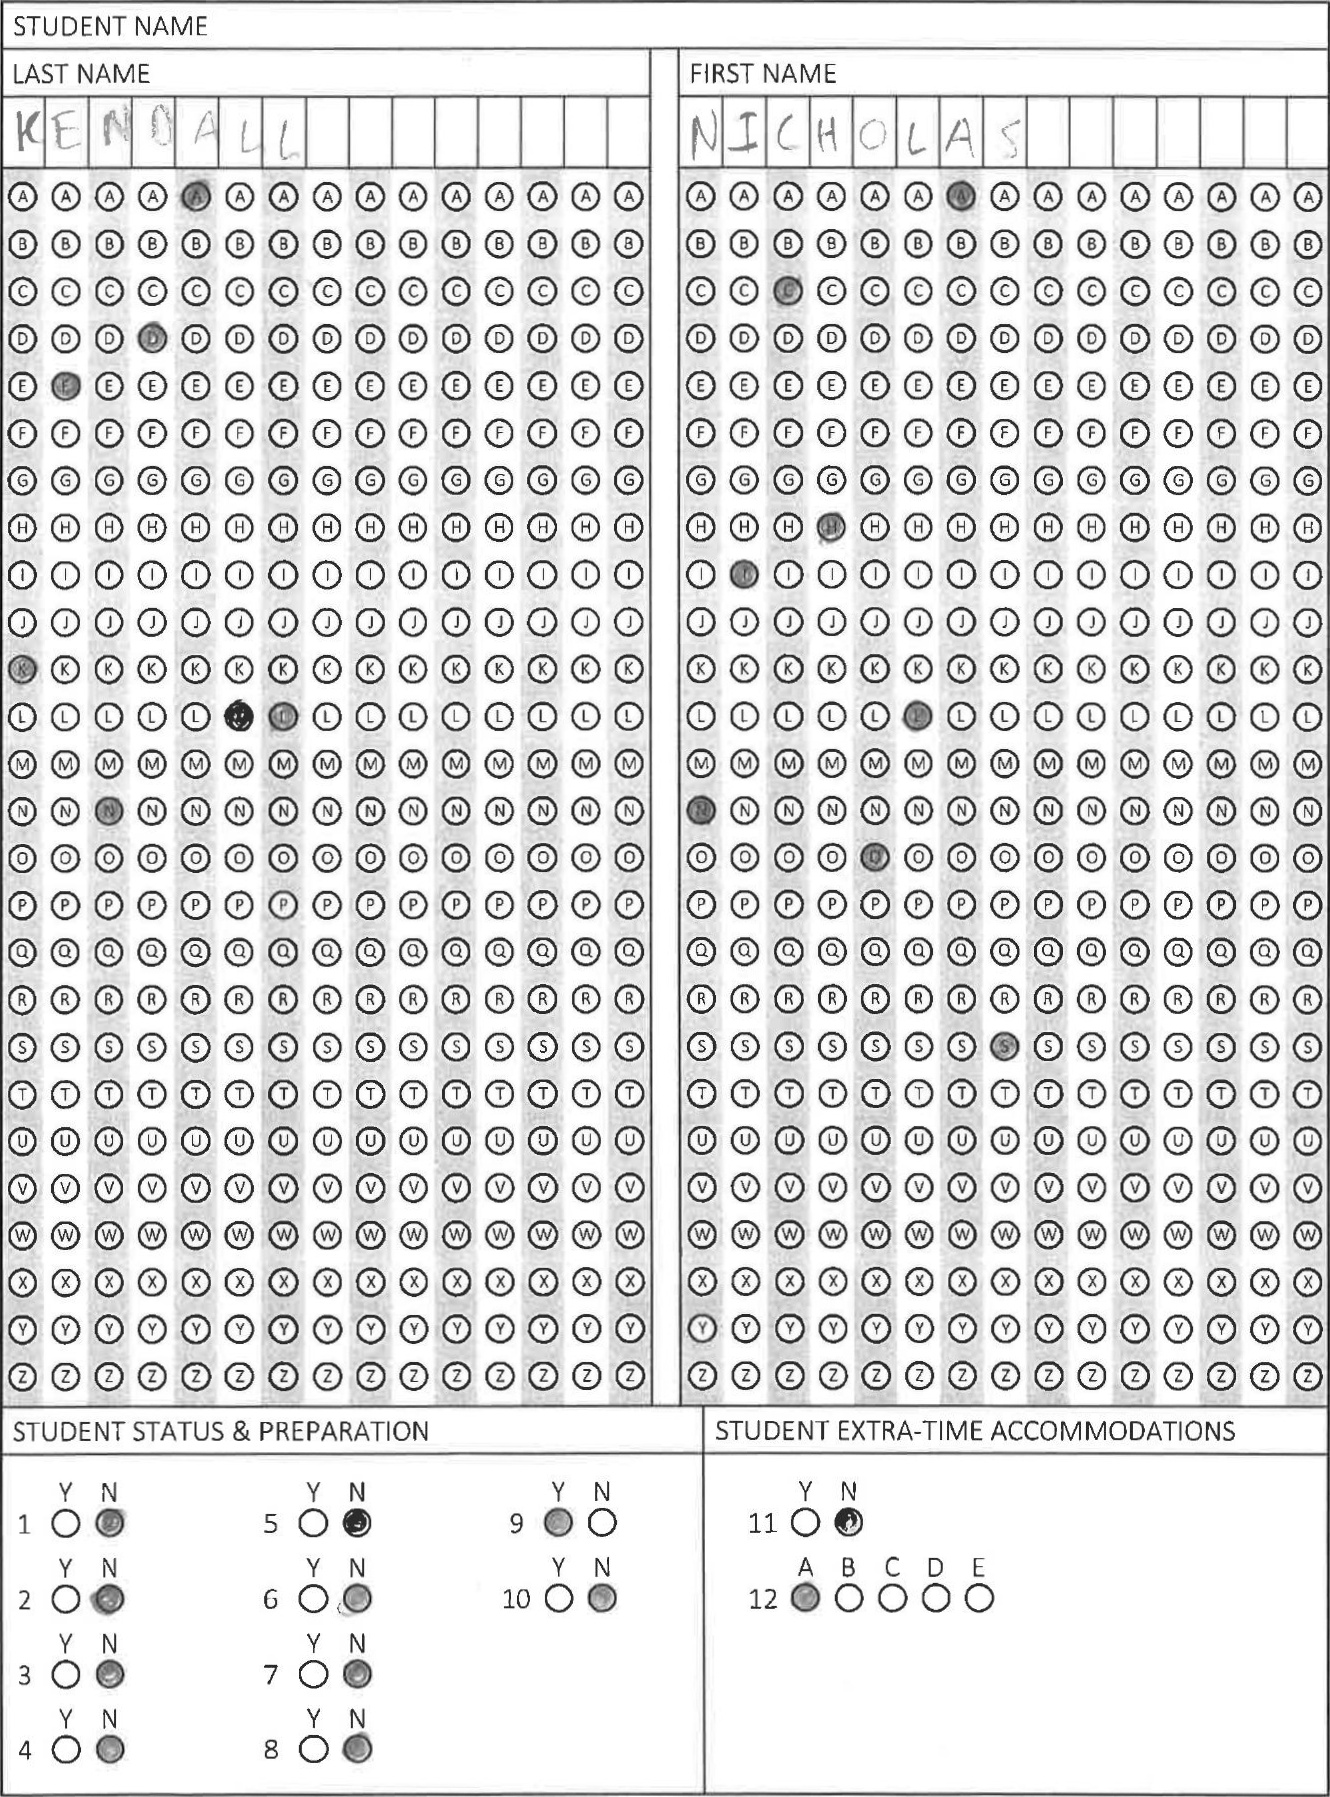 STUDENT NAME
LAST NAME FIRST NAME
KENDALL NICHOLAS
A A A A A A A A A A A A A A A A A A A A A A A A A A A A A A
B B B B B B B B B B B B B B B B B B B B B B B B B B B B B B
C C C C C C C C C C C C C C C C C C C C C C C C C C C C C C
D D D D D D D D D D D D D D D D D D D D D D D D D D D D D D
E E E E E E E E E E E E E E E E E E E E E E E E E E E E E E
F F F F F F F F F F F F F F F F F F F F F F F F F F F F F F
G G G G G G G G G G G G G G G G G G G G G G G G G G G G G G
H H H H H H H H H H H H H H H H H H H H H H H H H H H H H H
I I I I I I I I I I I I I I I I I I I I I I I I I I I I I I
J J J J J J J J J J J J J J J J J J J J J J J J J J J J J J
K K K K K K K K K K K K K K K K K K K K K K K K K K K K K K
L L L L L L L L L L L L L L L L L L L L L L L L L L L L L L
M M M M M M M M M M M M M M M M M M M M M M M M M M M M M M
N N N N N N N N N N N N N N N N N N N N N N N N N N N N N N
O O O O O O O O O O O O O O O O O O O O O O O O O O O O O O
P P P P P P P P P P P P P P P P P P P P P P P P P P P P P P
Q Q Q Q Q Q Q Q Q Q Q Q Q Q Q Q Q Q Q Q Q Q Q Q Q Q Q Q Q Q
R R R R R R R R R R R R R R R R R R R R R R R R R R R R R R
S S S S S S S S S S S S S S S S S S S S S S S S S S S S S S
T T T T T T T T T T T T T T T T T T T T T T T T T T T T T T
U U U U U U U U U U U U U U U U U U U U U U U U U U U U U U
V V V V V V V V V V V V V V V V V V V V V V V V V V V V V V
W W W W W W W W W W W W W W W W W W W W W W W W W W W W W W
X X X X X X X X X X X X X X X X X X X X X X X X X X X X X X
Y Y Y Y Y Y Y Y Y Y Y Y Y Y Y Y Y Y Y Y Y Y Y Y Y Y Y Y Y Y
Z Z Z Z Z Z Z Z Z Z Z Z Z Z Z Z Z Z Z Z Z Z Z Z Z Z Z Z Z Z
STUDENT STATUS & PREPARATION
Y N Y N Y N
1 5 9
Y N Y N Y N
2 6 10
Y N Y N
3 7
Y N Y N
4 8
STUDENT EXTRA-TIME ACCOMMODATIONS
Y N
11
A B C D E
12